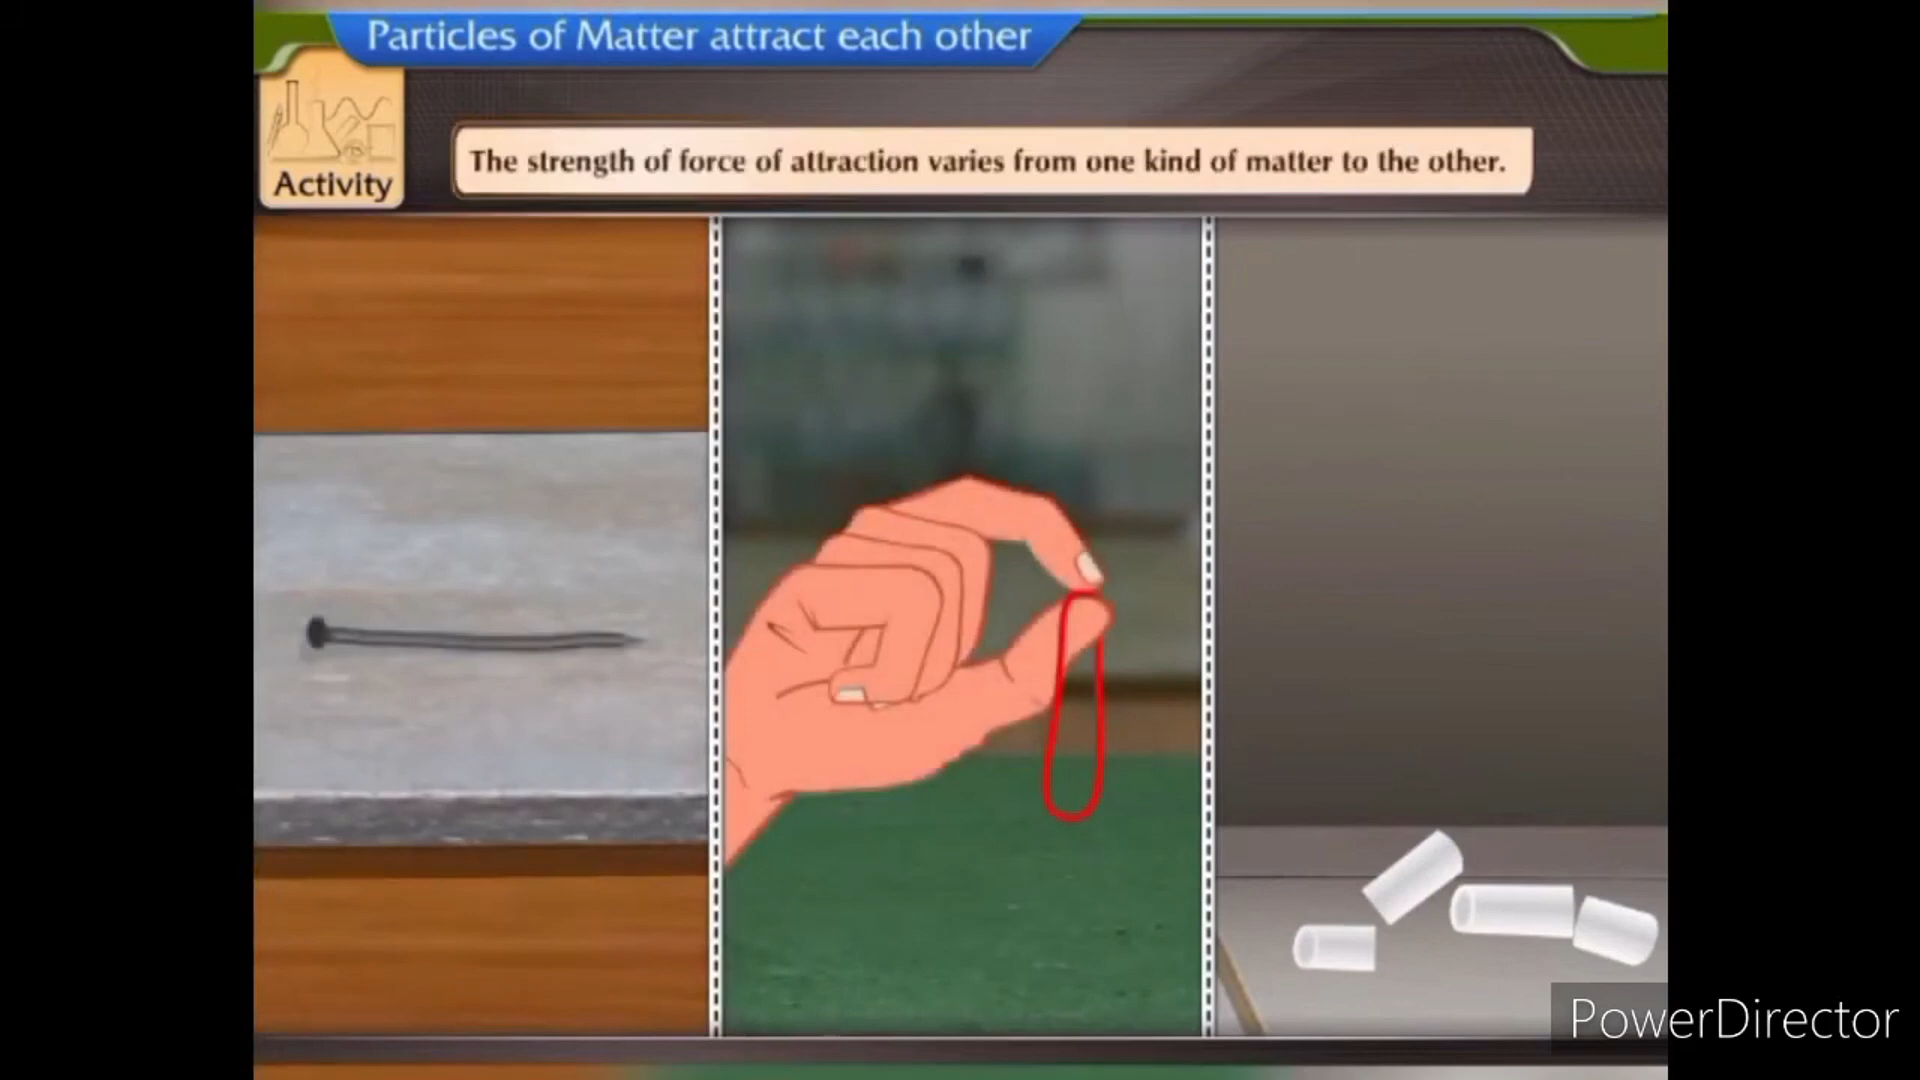 Particles of Matter attract each other
Activity
The strength of force of attraction varies from one kind of matter to the other.
PowerDirector